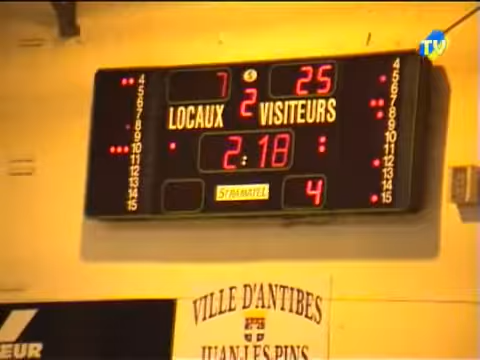 TV
7 25
LOCAUX 2 VISITEURS
2:18
STRAMATEL 4
4 4
5 5
6 6
7 7
8 8
9 9
10 10
11 11
12 12
13 13
14 14
15 15
VILLE D'ANTIBES
JUAN-LES-PINS
EUR